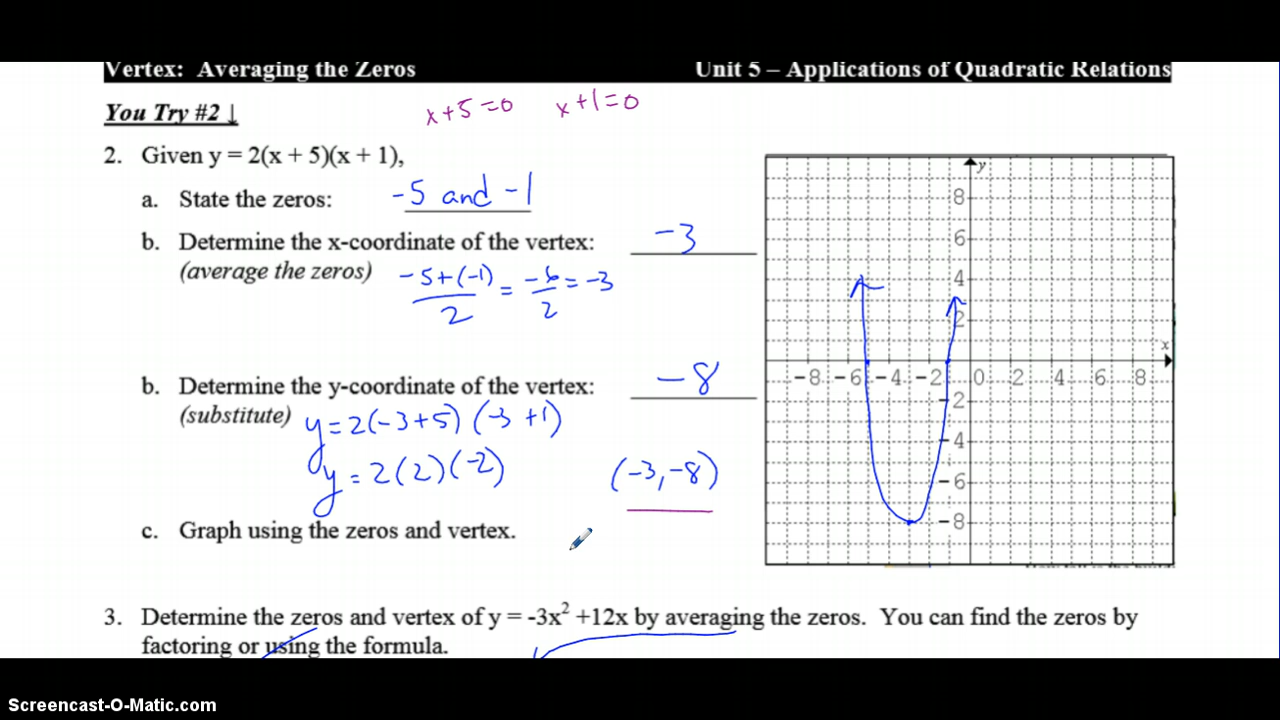 Vertex: Averaging the Zeros Unit 5 – Applications of Quadratic Relations
You Try #2 ↓
x+5=0 x+1=0
2. Given y = 2(x + 5)(x + 1),
a. State the zeros: -5 and -1
b. Determine the x-coordinate of the vertex: -3
(average the zeros) -5+(-1)/2 = -6/2 = -3
b. Determine the y-coordinate of the vertex: -8
(substitute) y=2(-3+5)(-3+1)
y=2(2)(-2) (-3,-8)
c. Graph using the zeros and vertex.
y
8
6
4
2
x
-8 -6 -4 -2 0 2 4 6 8
-2
-4
-6
-8
3. Determine the zeros and vertex of y = -3x² +12x by averaging the zeros. You can find the zeros by
factoring or using the formula.
Screencast-O-Matic.com